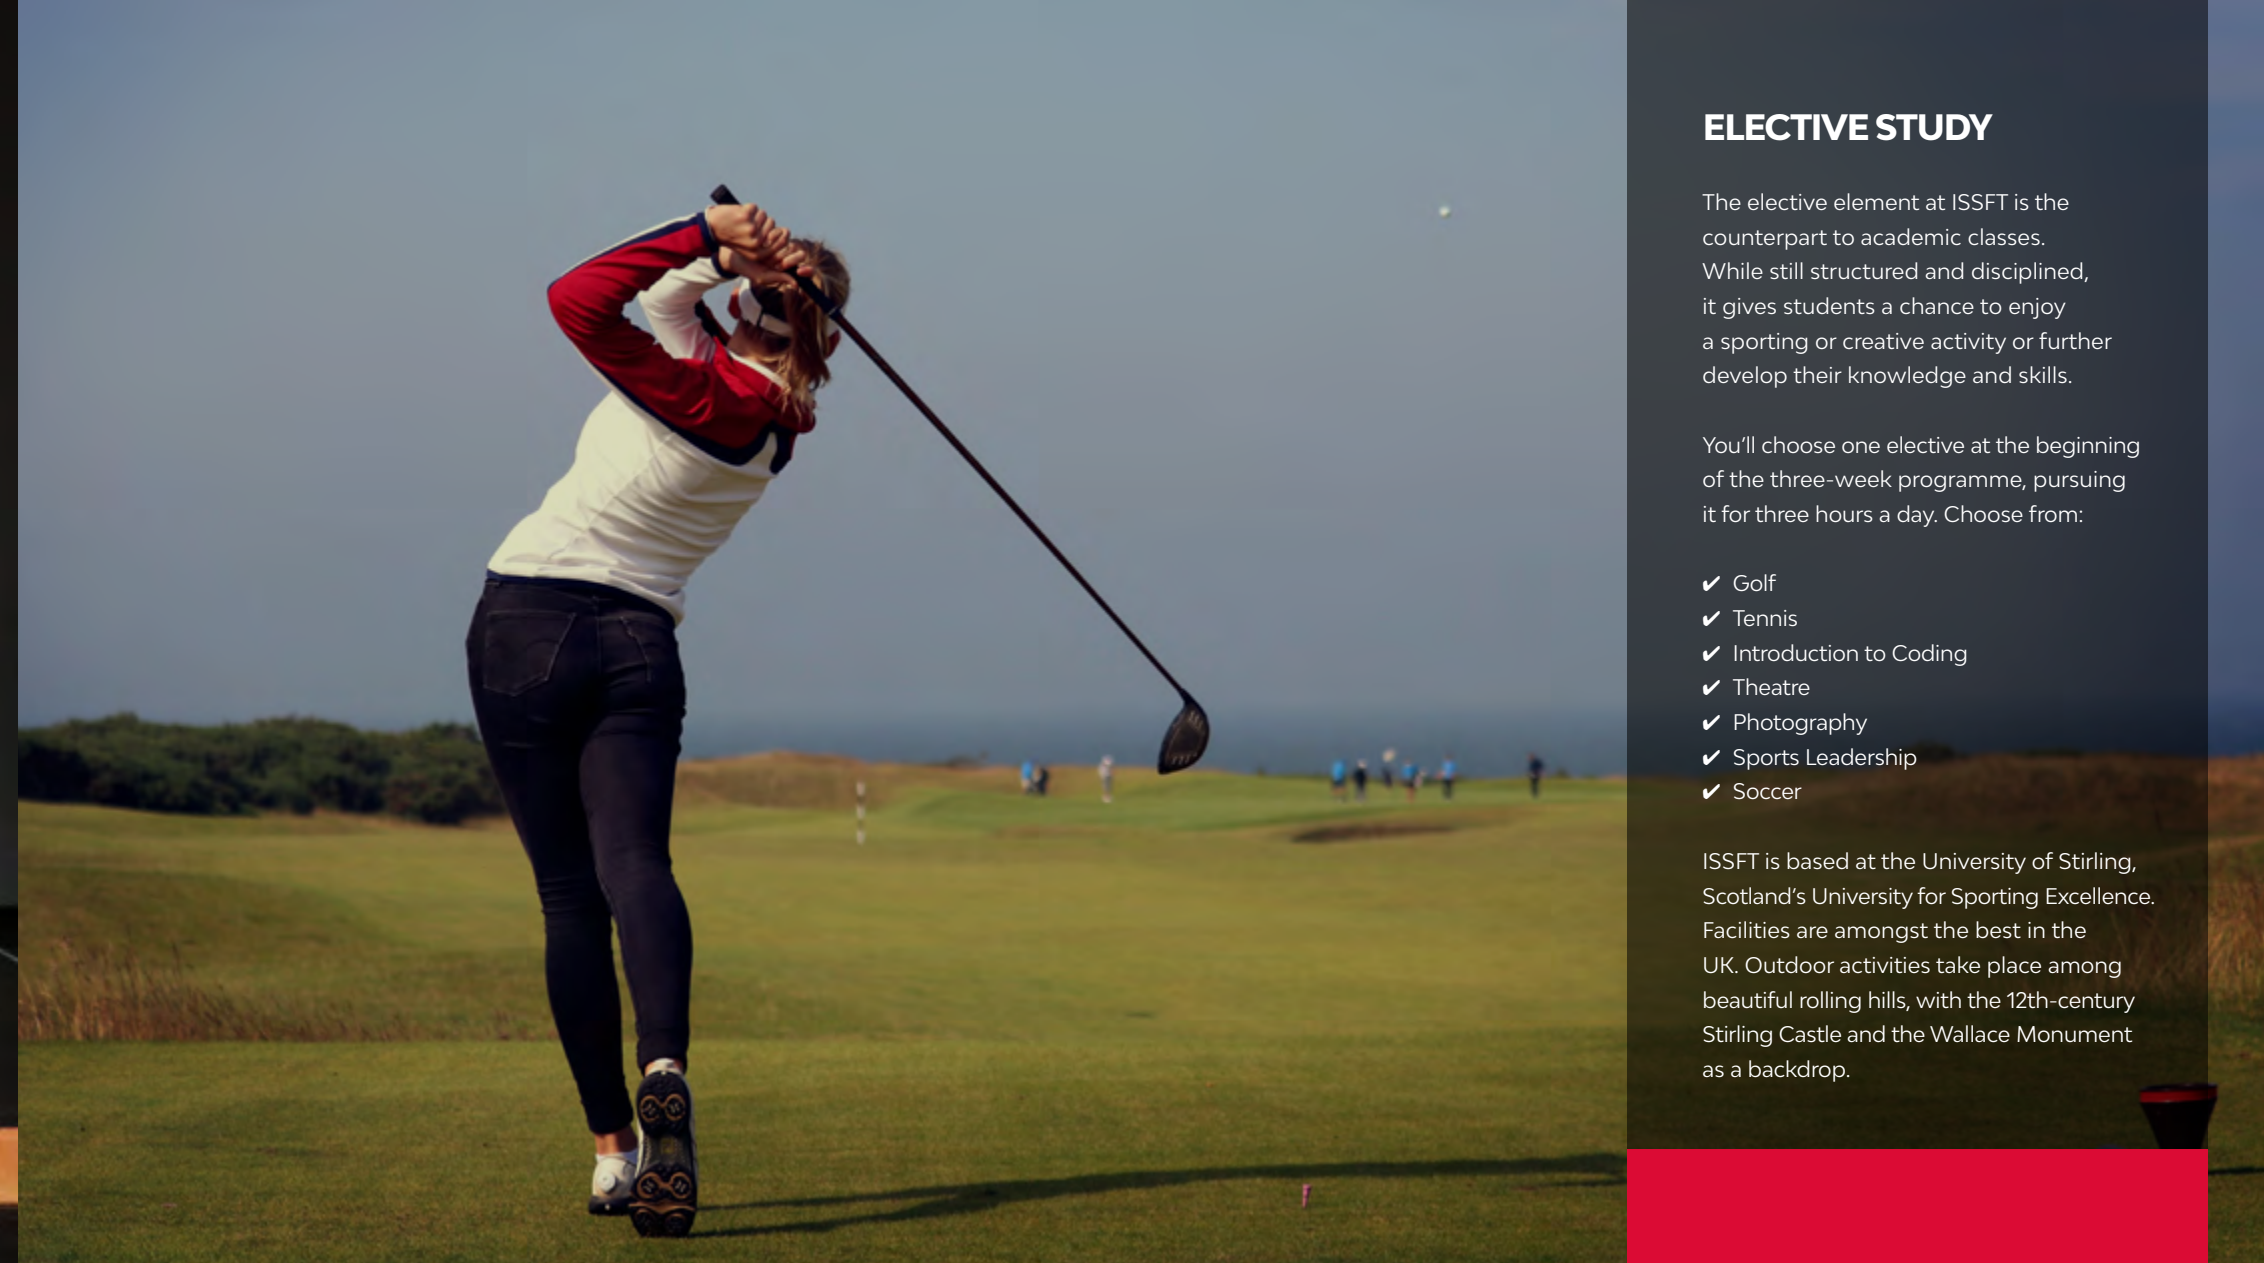 ELECTIVE STUDY
The elective element at ISSFT is the
counterpart to academic classes.
While still structured and disciplined,
it gives students a chance to enjoy
a sporting or creative activity or further
develop their knowledge and skills.
You’ll choose one elective at the beginning
of the three-week programme, pursuing
it for three hours a day. Choose from:
✔ Golf
✔ Tennis
✔ Introduction to Coding
✔ Theatre
✔ Photography
✔ Sports Leadership
✔ Soccer
ISSFT is based at the University of Stirling,
Scotland’s University for Sporting Excellence.
Facilities are amongst the best in the
UK. Outdoor activities take place among
beautiful rolling hills, with the 12th-century
Stirling Castle and the Wallace Monument
as a backdrop.